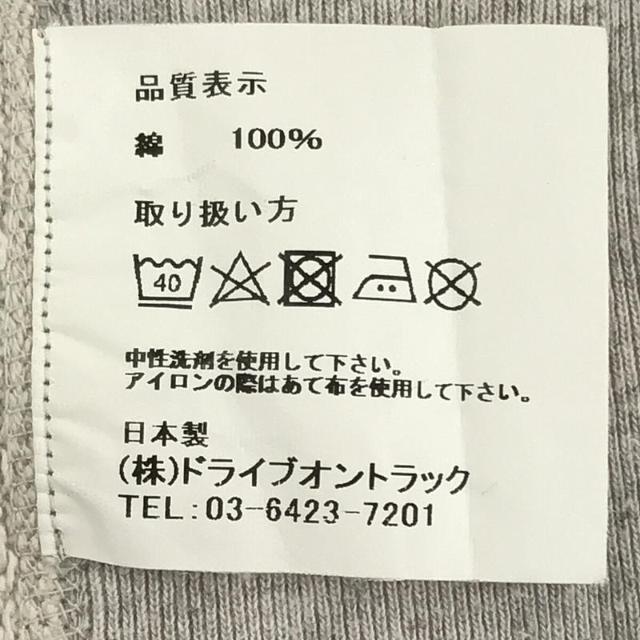 品質表示
綿 100%
取り扱い方
40
中性洗剤を使用して下さい。
アイロンの際はあて布を使用して下さい。
日本製
(株)ドライブオントラック
TEL:03-6423-7201